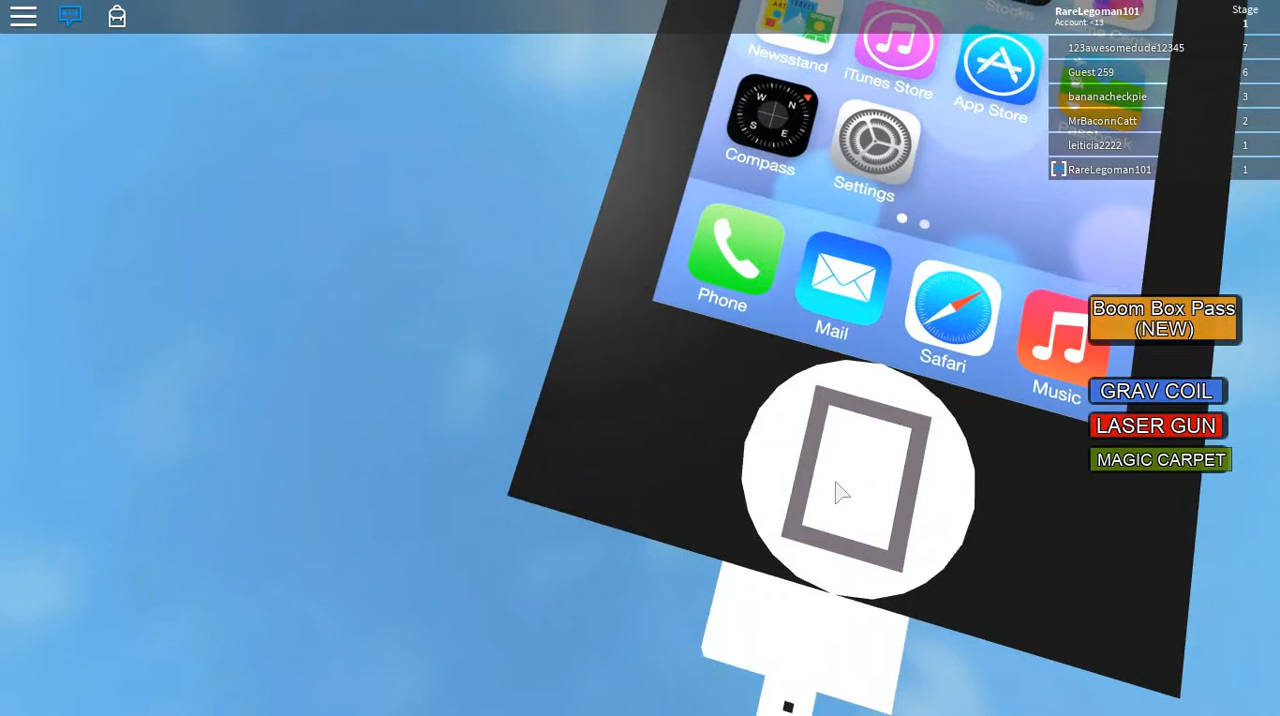 RareLegoman101
Account: <13
Stage
1
123awesomedude12345 7
Guest 259 6
bananacheckpie 3
MrBaconnCatt 2
leiticia2222 1
RareLegoman101 1
Stocks
Newsstand
iTunes Store
App Store
Compass
Settings
W
N
S
E
Phone
Mail
Safari
Music
Boom Box Pass
(NEW)
GRAV COIL
LASER GUN
MAGIC CARPET